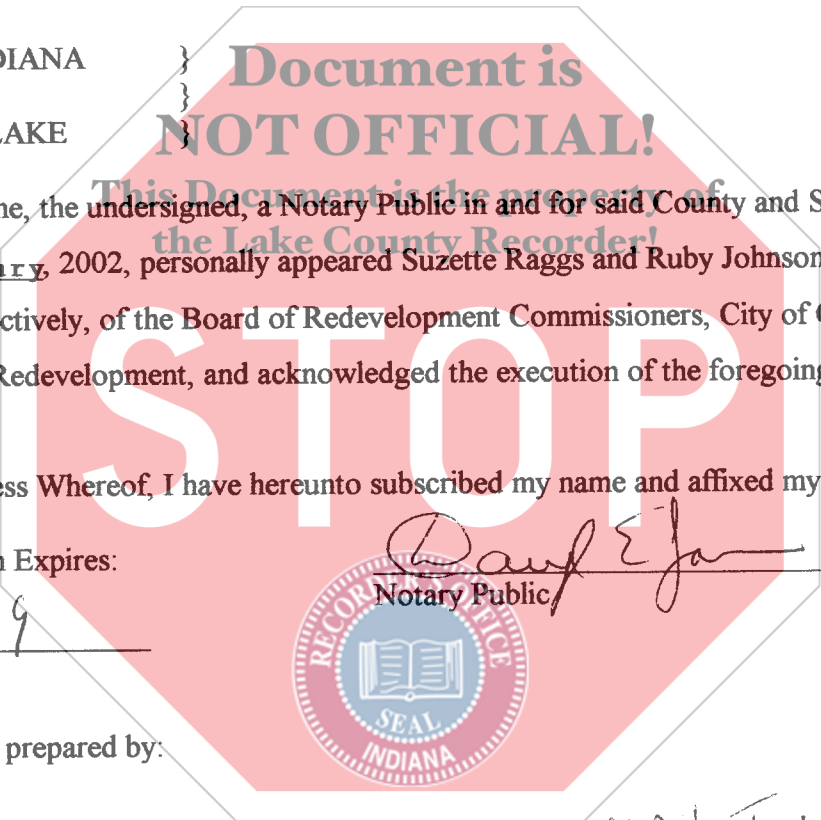 DIANA }
Document is
}
LAKE }
NOT OFFICIAL!
This Document is the property of
ne, the undersigned, a Notary Public in and for said County and S
the Lake County Recorder!
ary, 2002, personally appeared Suzette Raggs and Ruby Johnson
ctively, of the Board of Redevelopment Commissioners, City of
Redevelopment, and acknowledged the execution of the foregoing
STOP
ess Whereof, I have hereunto subscribed my name and affixed my
n Expires:
Notary Public
9
RECORDER'S OFFICE
SEAL
INDIANA
prepared by: